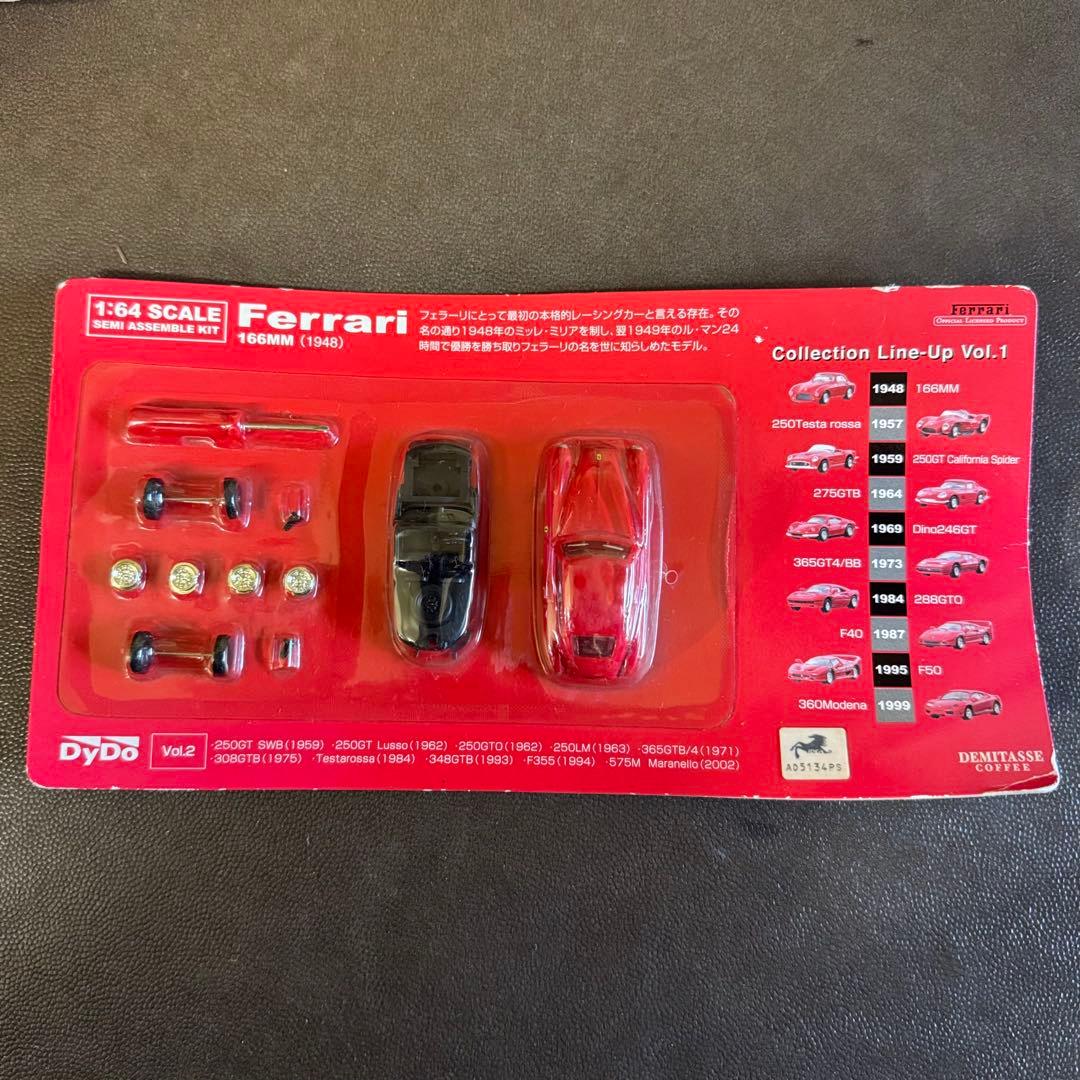 1:64 SCALE
SEMI ASSEMBLE KIT
Ferrari
166MM (1948)
フェラーリにとって最初の本格的レーシングカーと言える存在。その
名の通り1948年のミッレ・ミリアを制し、翌1949年のル・マン24
時間で優勝を勝ち取りフェラーリの名を世に知らしめたモデル。
Ferrari
OFFICIAL LICENSED PRODUCT
Collection Line-Up Vol.1
1948 166MM
250Testa rossa 1957
1959 250GT California Spider
275GTB 1964
1969 Dino246GT
365GT4/BB 1973
1984 288GTO
F40 1987
1995 F50
360Modena 1999
DyDo
Vol.2
·250GT SWB(1959) ·250GT Lusso(1962) ·250GTO(1962) ·250LM(1963) ·365GTB/4(1971)
·308GTB(1975) ·Testarossa(1984) ·348GTB(1993) ·F355(1994) ·575M Maranello(2002)
AD5134PS
DEMITASSE
COFFEE